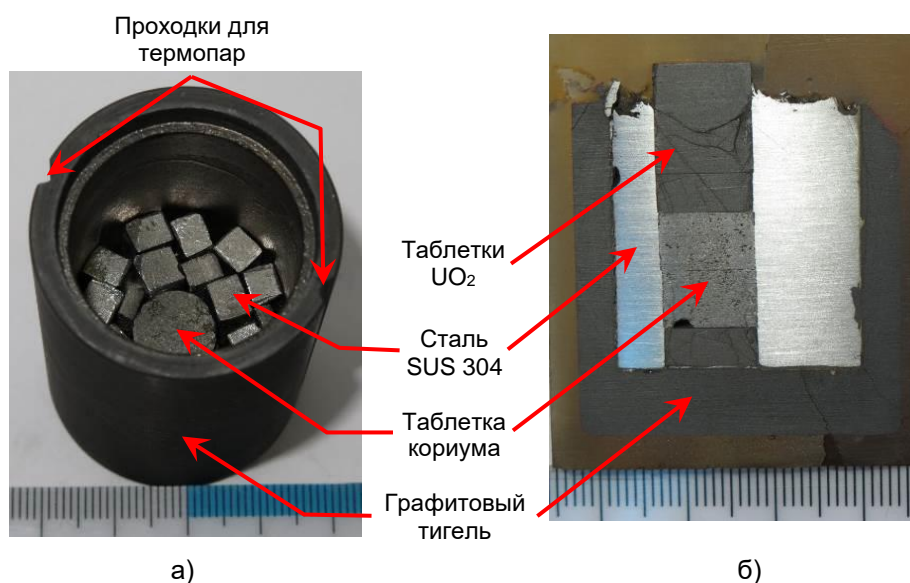 Проходки для
термопар
Таблетки
UO₂
Сталь
SUS 304
Таблетка
кориума
Графитовый
тигель
а)
б)